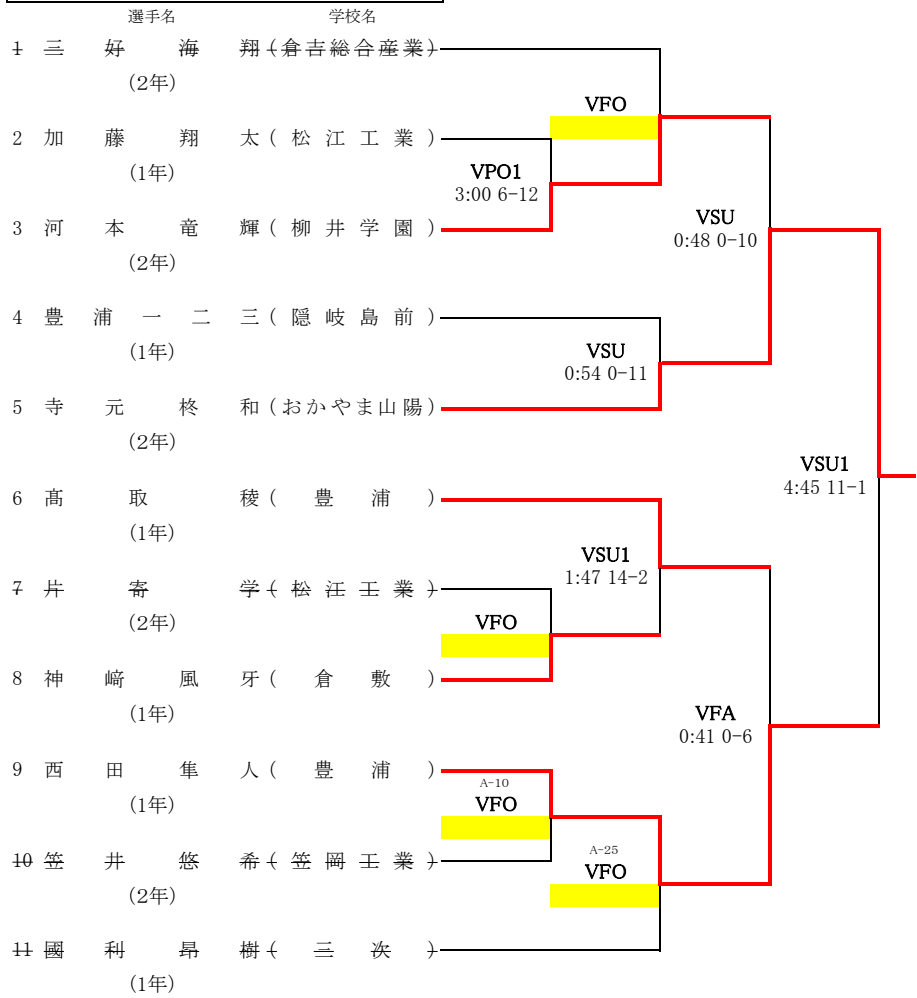 選手名 学校名
1 三好海翔(倉吉総合産業)
(2年)
VFO
2 加藤翔太(松江工業)
(1年)
VPO1
3:00 6-12
3 河本竜輝(柳井学園)
(2年)
VSU
0:48 0-10
4 豊浦一二三(隠岐島前)
(1年)
VSU
0:54 0-11
5 寺元柊和(おかやま山陽)
(2年)
VSU1
4:45 11-1
6 髙取稜(豊浦)
(1年)
VSU1
1:47 14-2
7 片寄学(松江工業)
(2年)
VFO
8 神﨑風牙(倉敷)
(1年)
VFA
0:41 0-6
9 西田隼人(豊浦)
(1年)
A-10
VFO
10 笠井悠希(笠岡工業)
(2年)
A-25
VFO
11 國利昂樹(三次)
(1年)